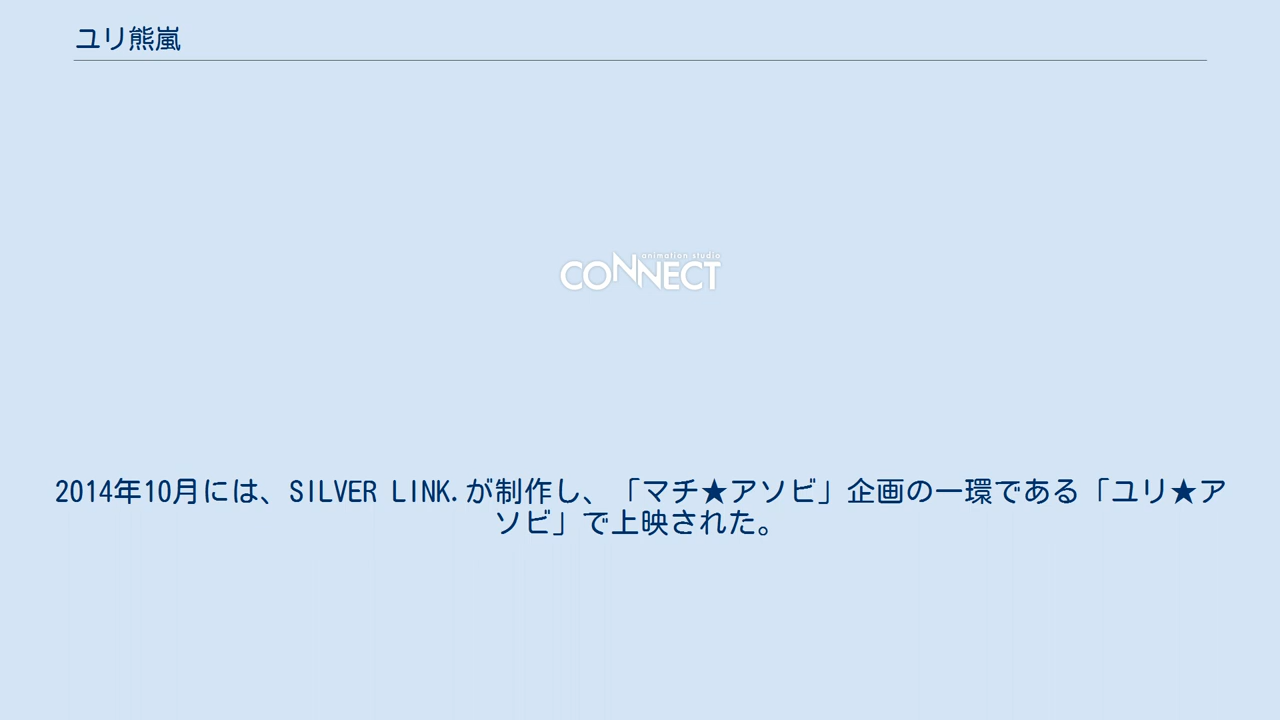 ユリ熊嵐
animation studio
CONNECT
2014年10月には、SILVER LINK.が制作し、「マチ★アソビ」企画の一環である「ユリ★ア
ソビ」で上映された。